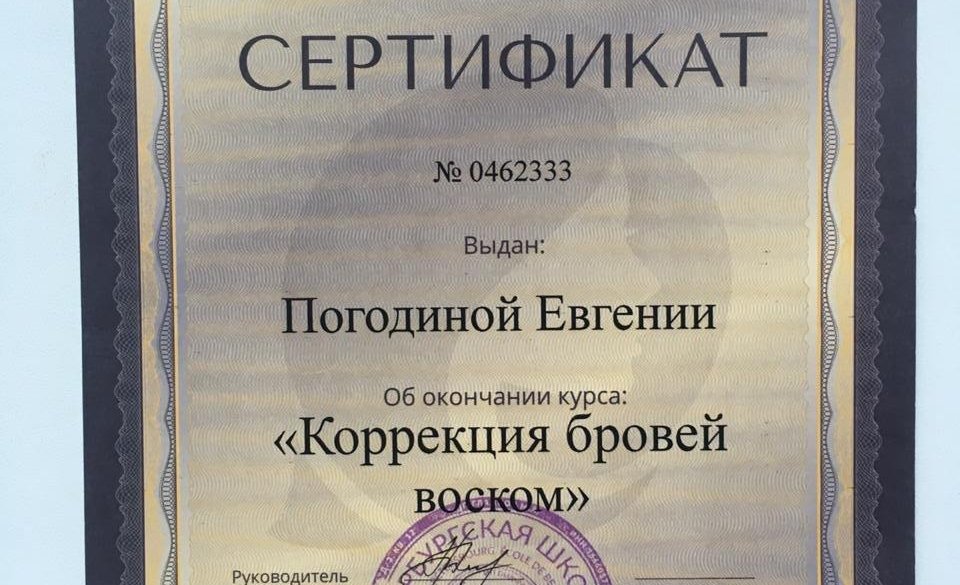 СЕРТИФИКАТ
№ 0462333
Выдан:
Погодиной Евгении
Об окончании курса:
«Коррекция бровей
воском»
Руководитель